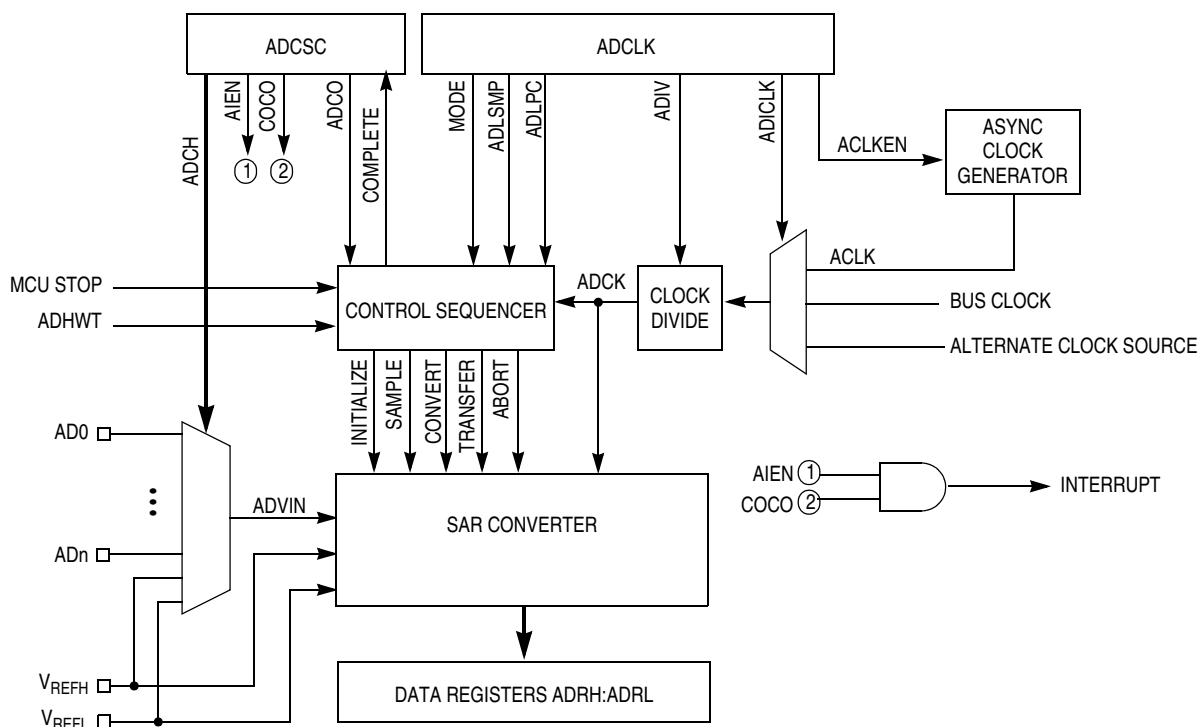 ADCSC
ADCLK
ADCH
AIEN
COCO
ADCO
COMPLETE
MODE
ADLSMP
ADLPC
ADIV
ADICLK
ACLKEN
ASYNC
CLOCK
GENERATOR
1
2
MCU STOP
ADHWT
CONTROL SEQUENCER
ADCK
CLOCK
DIVIDE
ACLK
BUS CLOCK
ALTERNATE CLOCK SOURCE
INITIALIZE
SAMPLE
CONVERT
TRANSFER
ABORT
AD0
•••
ADn
ADVIN
SAR CONVERTER
AIEN 1
COCO 2
INTERRUPT
VREFH
VREFL
DATA REGISTERS ADRH:ADRL